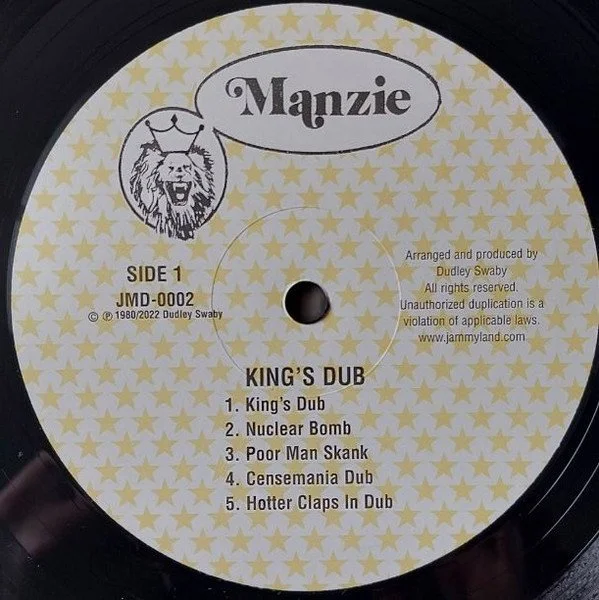 Manzie
SIDE 1
JMD-0002
© ℗ 1980/2022 Dudley Swaby
Arranged and produced by
Dudley Swaby
All rights reserved.
Unauthorized duplication is a
violation of applicable laws.
www.jammyland.com
KING'S DUB
1. King's Dub
2. Nuclear Bomb
3. Poor Man Skank
4. Censemania Dub
5. Hotter Claps In Dub